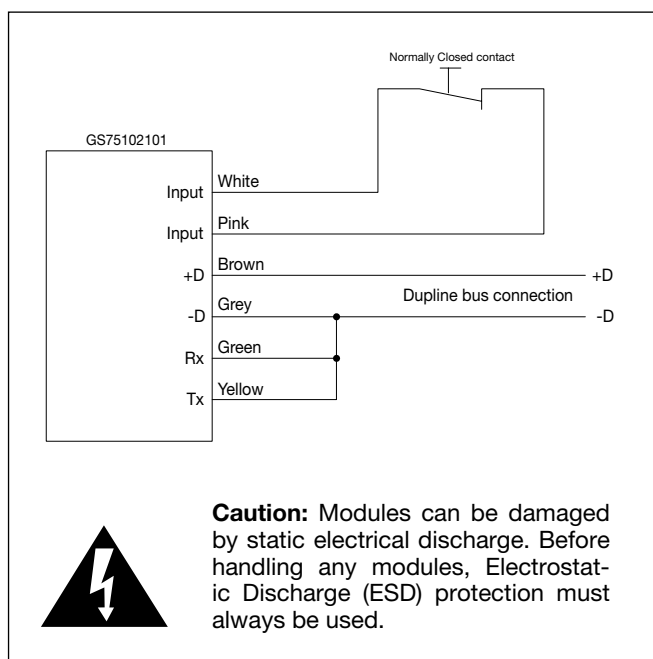 Normally Closed contact
GS75102101
Input White
Input Pink
+D Brown +D
Dupline bus connection
-D Grey -D
Rx Green
Tx Yellow
Caution: Modules can be damaged
by static electrical discharge. Before
handling any modules, Electrostat-
ic Discharge (ESD) protection must
always be used.